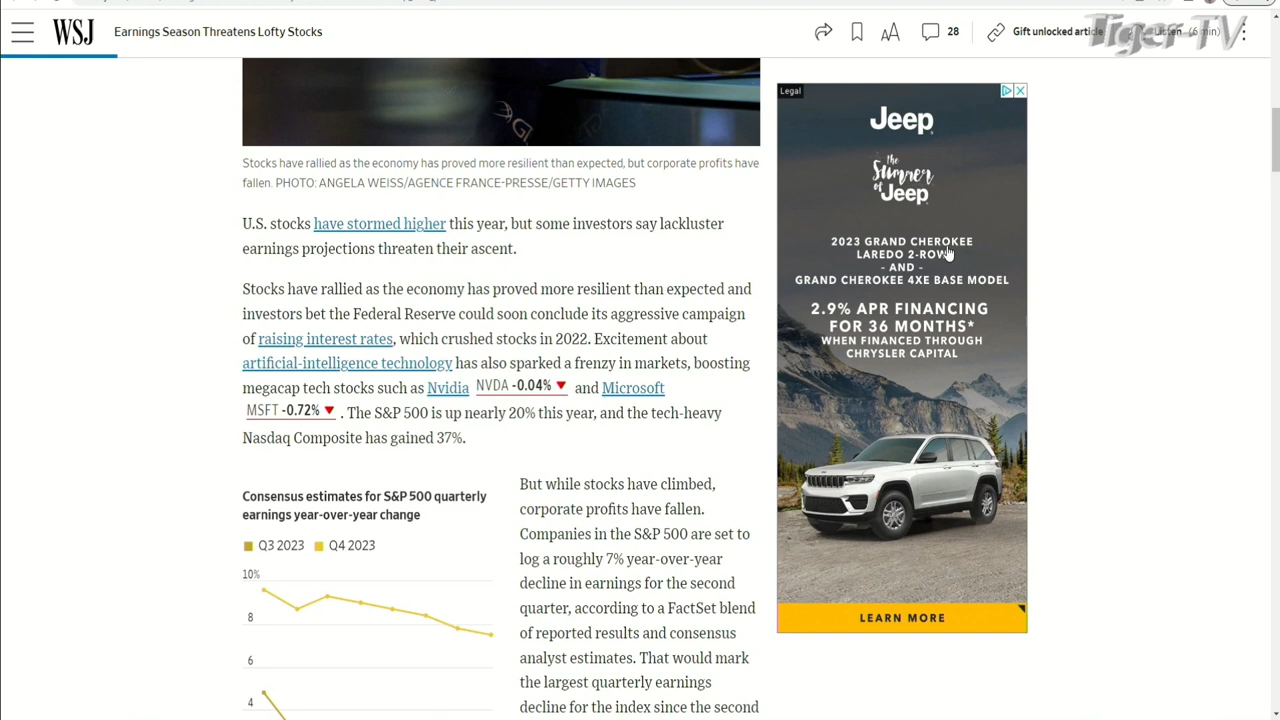 WSJ
Earnings Season Threatens Lofty Stocks
AA
28
Gift unlocked article
Listen (6 min)
Tiger-TV
Stocks have rallied as the economy has proved more resilient than expected, but corporate profits have
fallen. PHOTO: ANGELA WEISS/AGENCE FRANCE-PRESSE/GETTY IMAGES
U.S. stocks have stormed higher this year, but some investors say lackluster
earnings projections threaten their ascent.
Stocks have rallied as the economy has proved more resilient than expected and
investors bet the Federal Reserve could soon conclude its aggressive campaign
of raising interest rates, which crushed stocks in 2022. Excitement about
artificial-intelligence technology has also sparked a frenzy in markets, boosting
megacap tech stocks such as Nvidia NVDA -0.04% ▼ and Microsoft
MSFT -0.72% ▼ . The S&P 500 is up nearly 20% this year, and the tech-heavy
Nasdaq Composite has gained 37%.
Consensus estimates for S&P 500 quarterly
earnings year-over-year change
Q3 2023 Q4 2023
10%
8
6
4
But while stocks have climbed,
corporate profits have fallen.
Companies in the S&P 500 are set to
log a roughly 7% year-over-year
decline in earnings for the second
quarter, according to a FactSet blend
of reported results and consensus
analyst estimates. That would mark
the largest quarterly earnings
decline for the index since the second
Legal
Jeep
the
Summer
of Jeep
2023 GRAND CHEROKEE
LAREDO 2-ROW
- AND -
GRAND CHEROKEE 4XE BASE MODEL
2.9% APR FINANCING
FOR 36 MONTHS*
WHEN FINANCED THROUGH
CHRYSLER CAPITAL
LEARN MORE